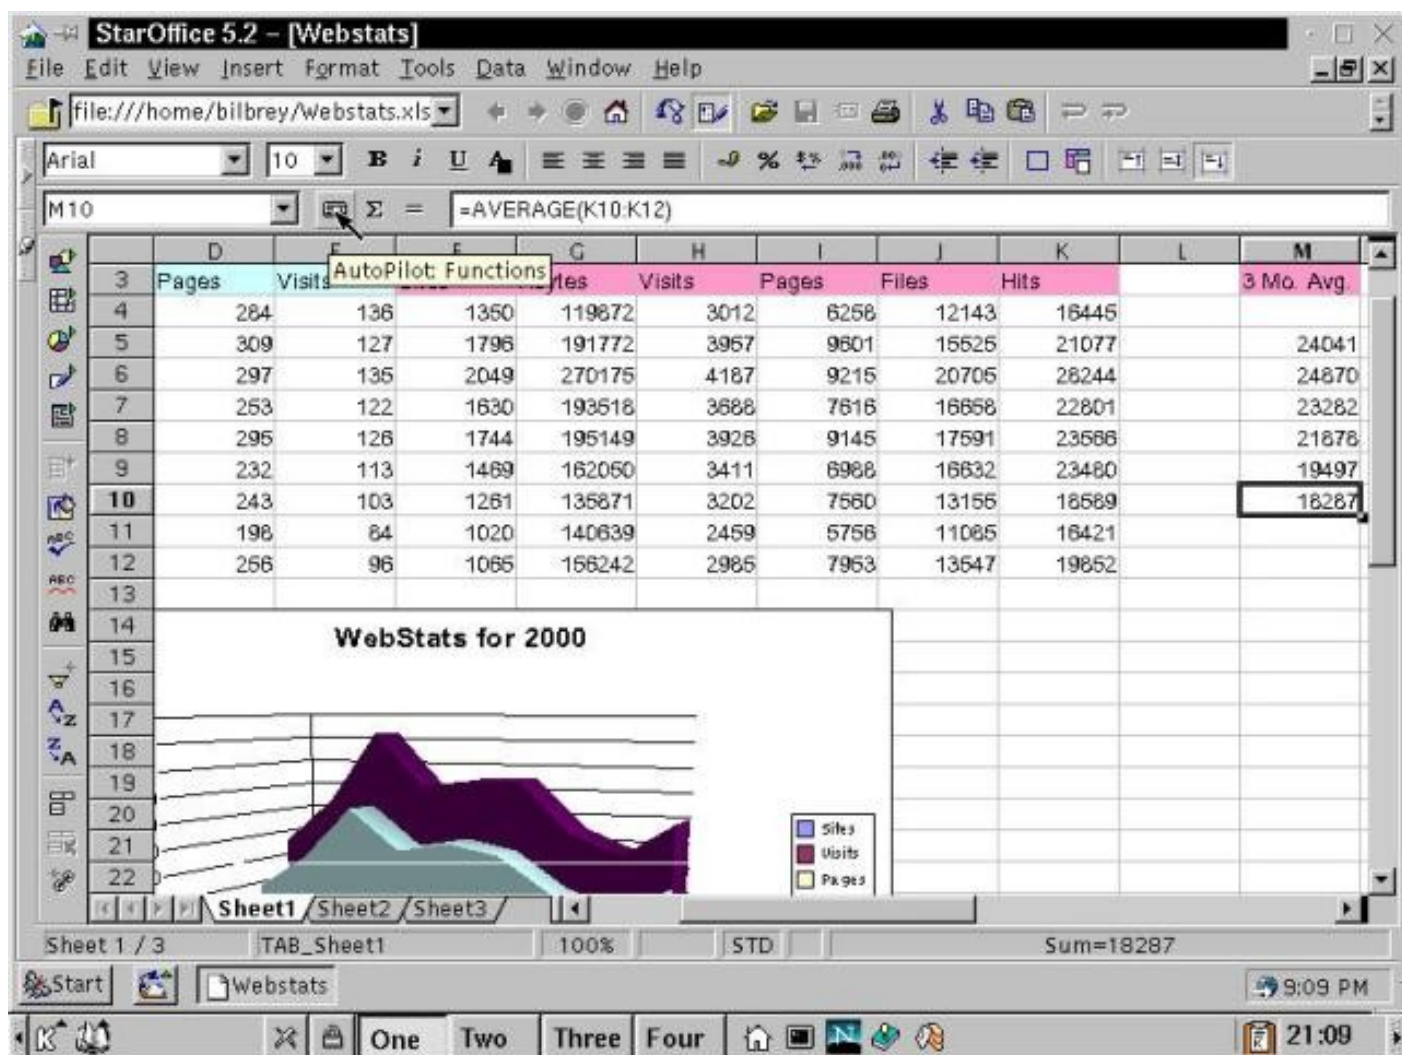 StarOffice 5.2 – [Webstats]
File Edit View Insert Format Tools Data Window Help
file:///home/bilbrey/Webstats.xls
Arial 10 B i U A %
M10 Σ = =AVERAGE(K10:K12)
D G H I J K L M
AutoPilot: Functions
3 Pages Visits Visits Pages Files Hits 3 Mo. Avg.
4 284 136 1350 119872 3012 6258 12143 16445
5 309 127 1796 191772 3957 9601 15525 21077 24041
6 297 135 2049 270175 4187 9215 20705 28244 24870
7 253 122 1630 193518 3688 7616 16658 22801 23282
8 295 126 1744 195149 3926 9145 17591 23566 21878
9 232 113 1469 162050 3411 6988 16632 23480 19497
10 243 103 1261 135871 3202 7560 13155 18589 18287
11 198 84 1020 140639 2459 5756 11085 16421
12 256 96 1065 156242 2985 7953 13547 19852
13
14
WebStats for 2000
15
16
17
18
19
20
21
22
Sites
Visits
Pages
Sheet1 Sheet2 Sheet3
Sheet 1 / 3 TAB_Sheet1 100% STD Sum=18287
Start Webstats 9:09 PM
K One Two Three Four N 21:09